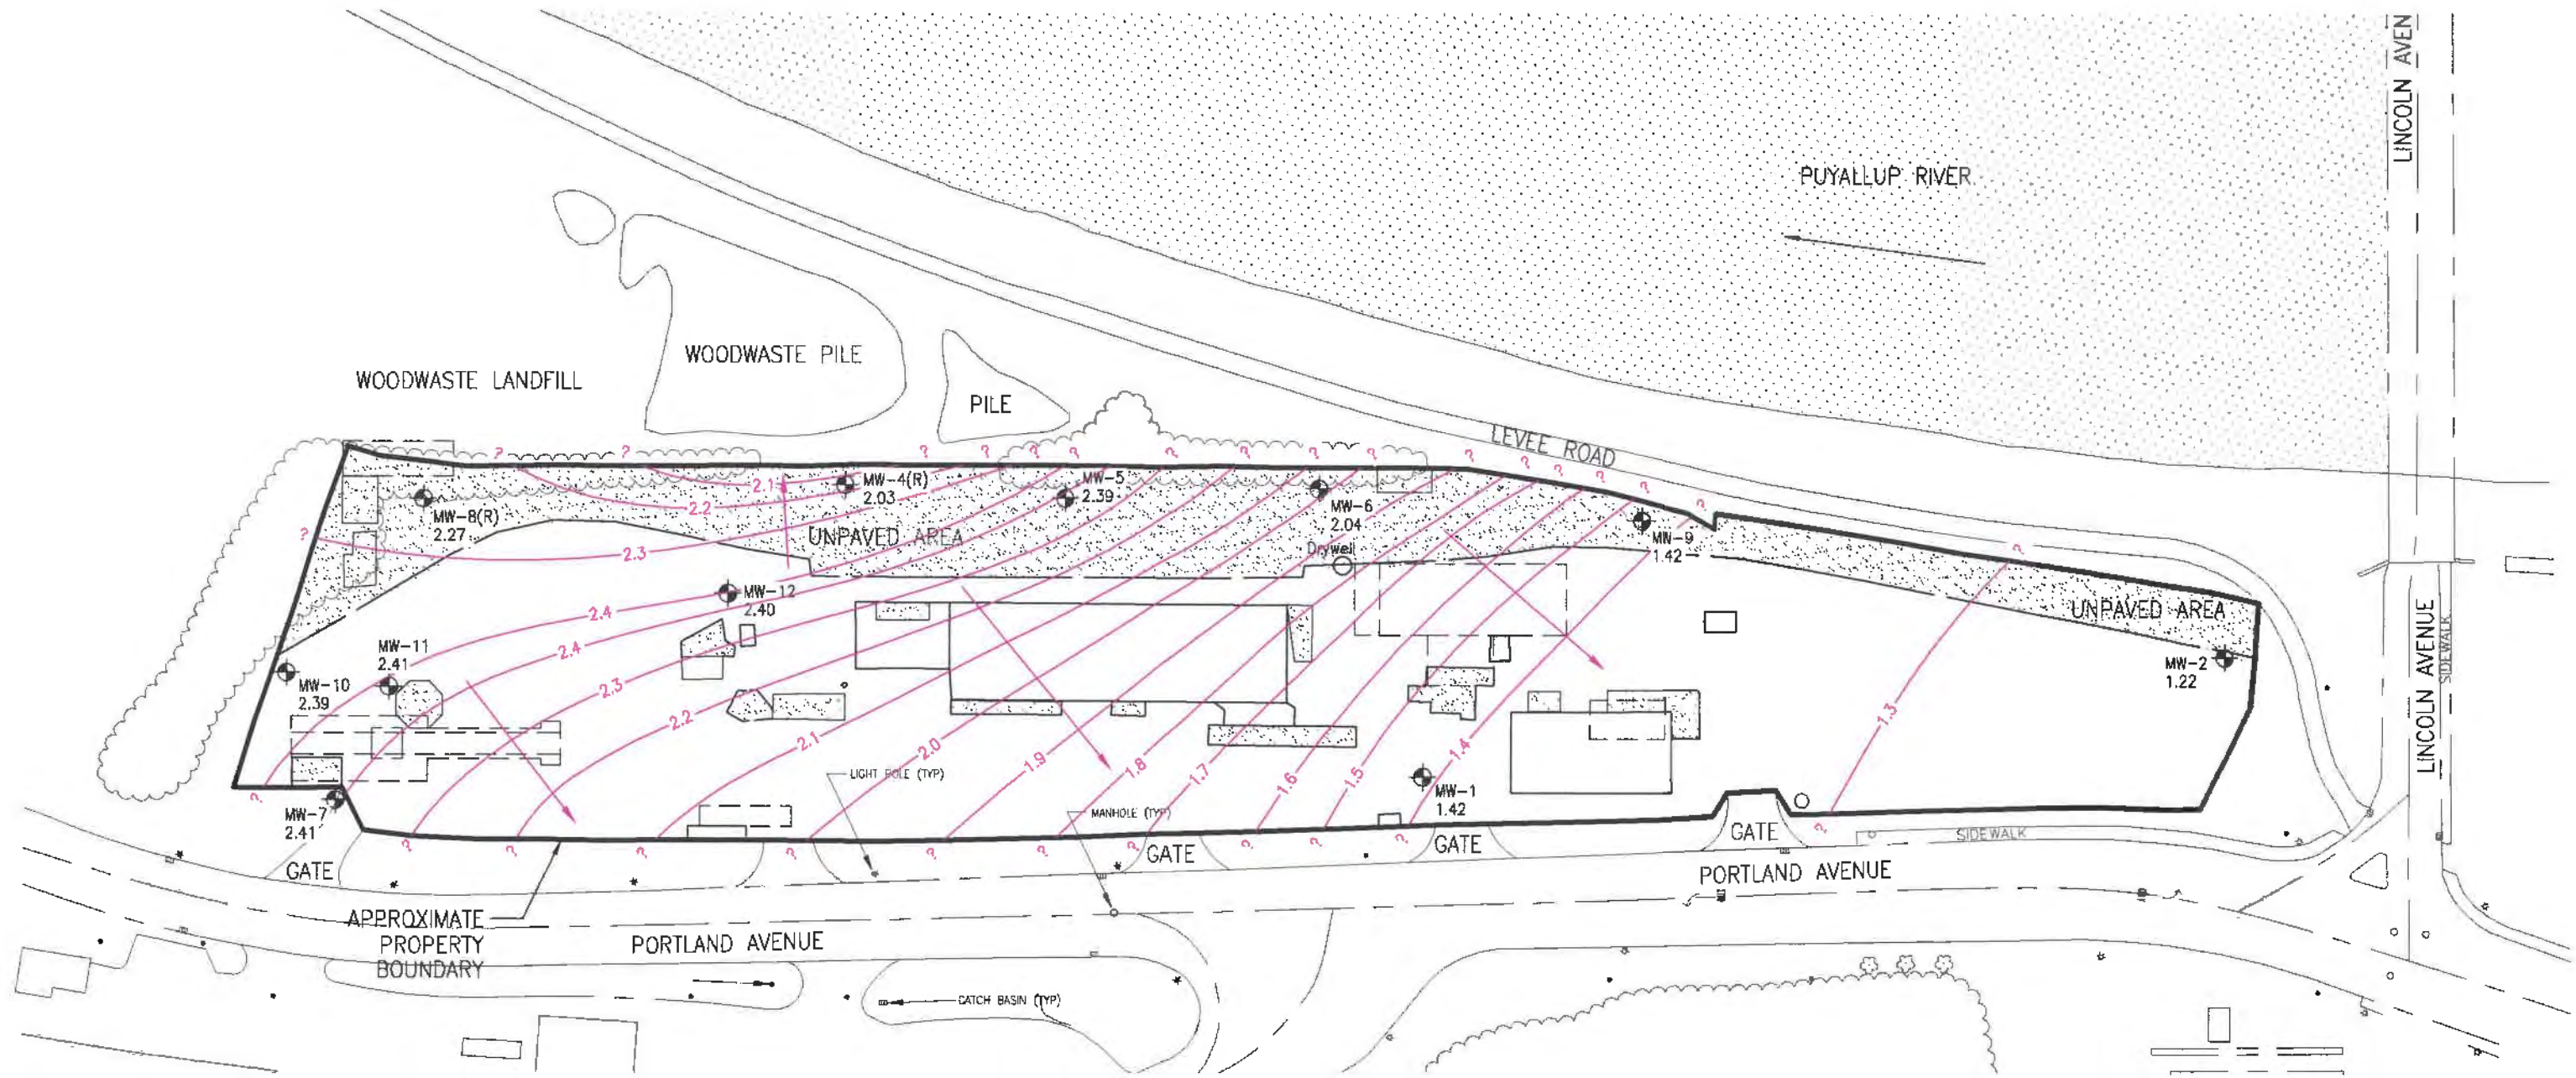 LINCOLN AVEN
PUYALLUP RIVER
WOODWASTE PILE
WOODWASTE LANDFILL
PILE
LEVEE ROAD
? ? ? ? ? ? ? ? ? ? ? ? ? ? ? ?
MW-4(R)
2.03
MW-5
2.39
MW-6
2.04
MW-8(R)
2.27
2.1
2.2
2.3
UNPAVED AREA
Drywell
MW-9
1.42
?
?
MW-12
2.40
2.4
2.4
2.3
2.2
2.1
2.0
1.9
1.8
1.7
1.6
1.5
1.4
1.3
UNPAVED AREA
MW-11
2.41
MW-10
2.39
MW-2
1.22
LINCOLN AVENUE
SIDEWALK
LIGHT POLE (TYP)
MANHOLE (TYP)
MW-1
1.42
MW-7
2.41
? ? ? ? ? ? ? ? ? ? ?
GATE
GATE
GATE
GATE
SIDEWALK
PORTLAND AVENUE
APPROXIMATE
PROPERTY
BOUNDARY
PORTLAND AVENUE
CATCH BASIN (TYP)